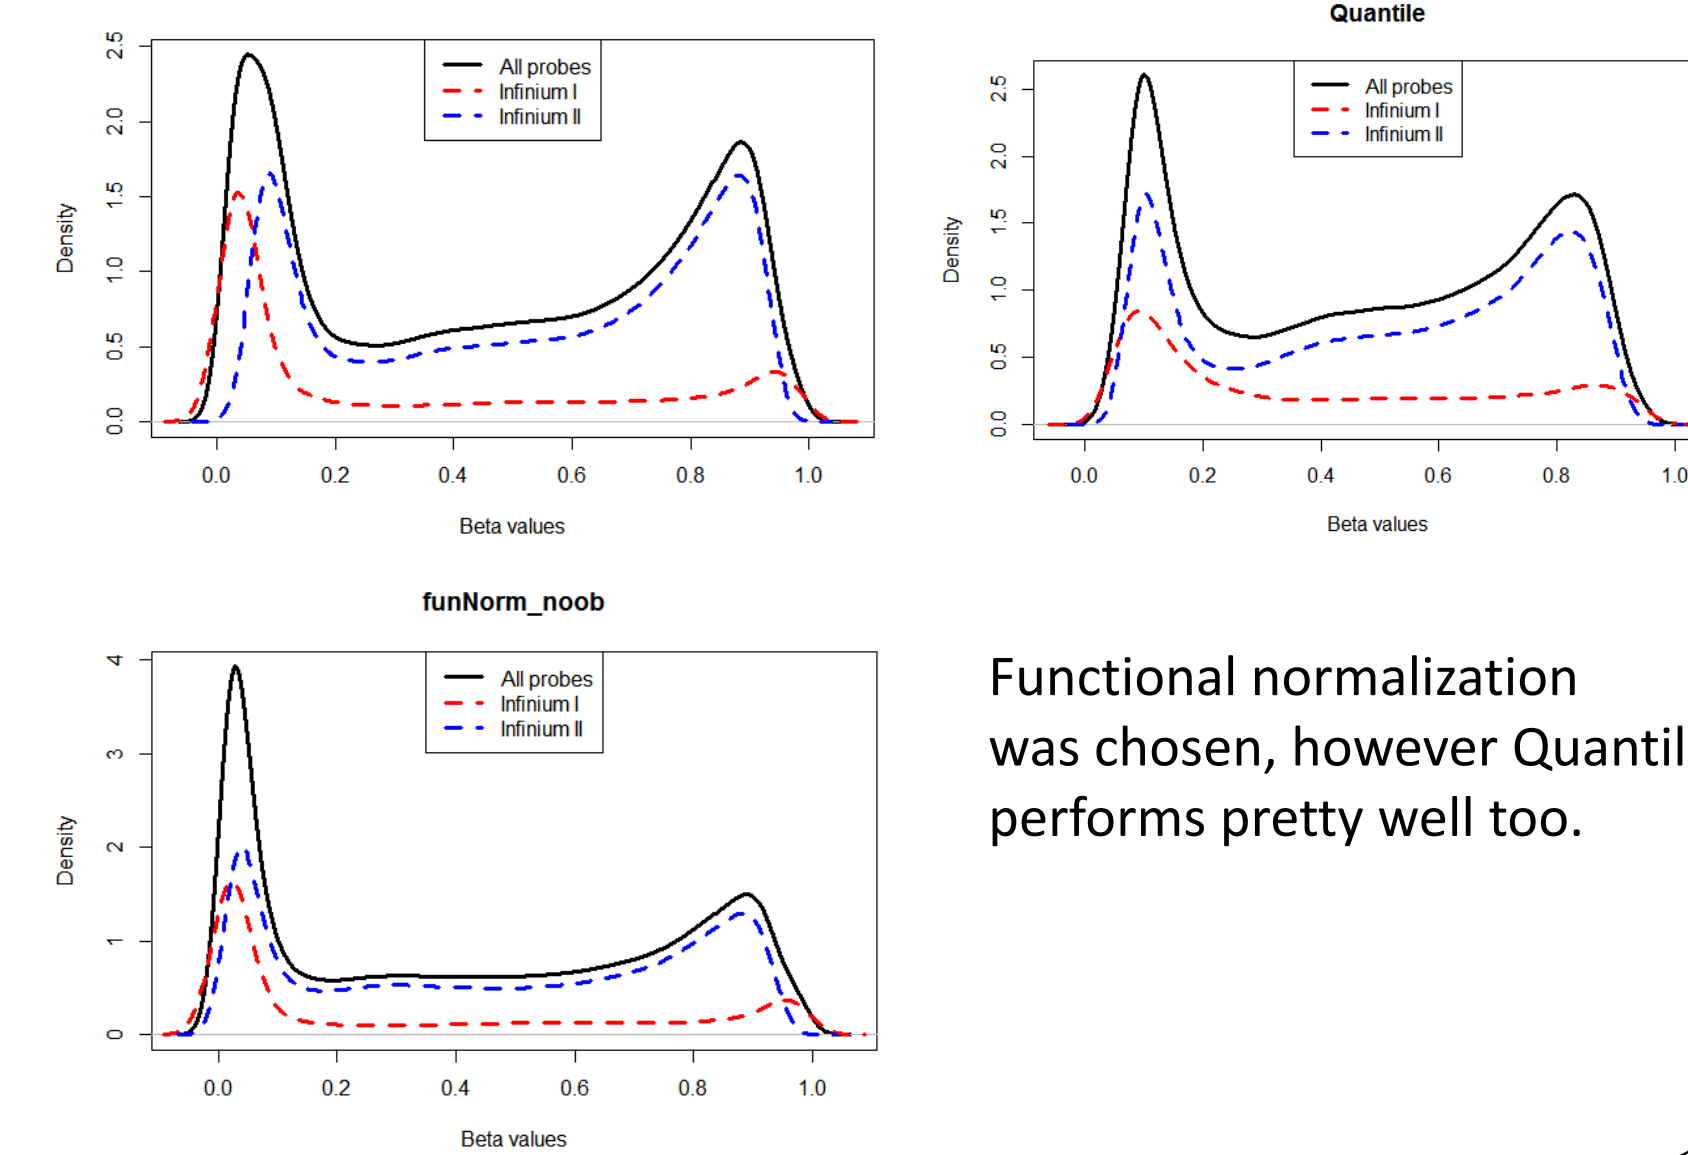 2.5
2.0
1.5
1.0
0.5
0.0
Density
All probes
Infinium I
Infinium II
0.0 0.2 0.4 0.6 0.8 1.0
Beta values
Quantile
2.5
2.0
1.5
1.0
0.5
0.0
Density
All probes
Infinium I
Infinium II
0.0 0.2 0.4 0.6 0.8 1.0
Beta values
funNorm_noob
4
3
2
1
0
Density
All probes
Infinium I
Infinium II
0.0 0.2 0.4 0.6 0.8 1.0
Beta values
Functional normalization
was chosen, however Quantil
performs pretty well too.